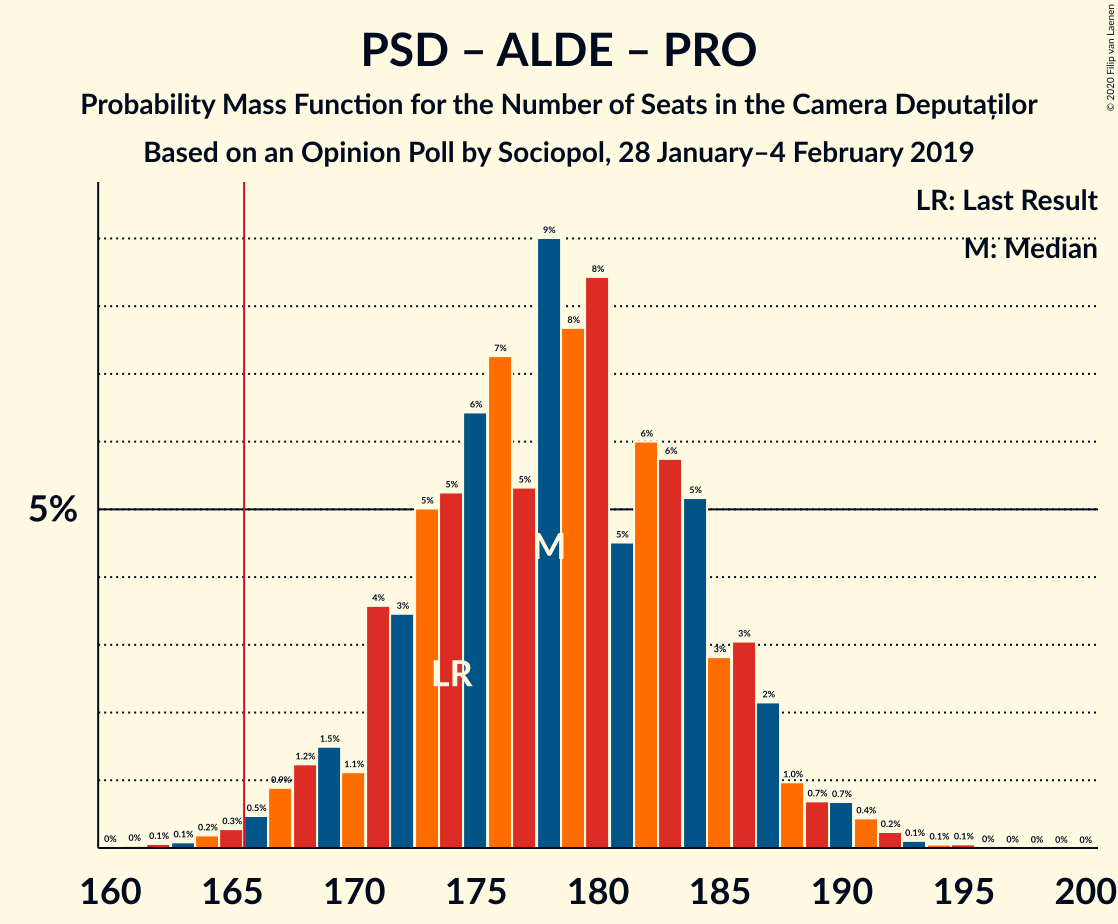 PSD – ALDE – PRO
Probability Mass Function for the Number of Seats in the Camera Deputaților
Based on an Opinion Poll by Sociopol, 28 January–4 February 2019
© 2020 Filip van Laenen
LR: Last Result
M: Median
5%
0% 0% 0.1% 0.1% 0.2% 0.3% 0.5% 0.9% 1.2% 1.5% 1.1% 4% 3% 5% 5% 6% 7% 5% 9% 8% 8% 5% 6% 6% 5% 3% 3% 2% 1.0% 0.7% 0.7% 0.4% 0.2% 0.1% 0.1% 0.1% 0% 0% 0% 0% 0%
M
LR
160 165 170 175 180 185 190 195 200